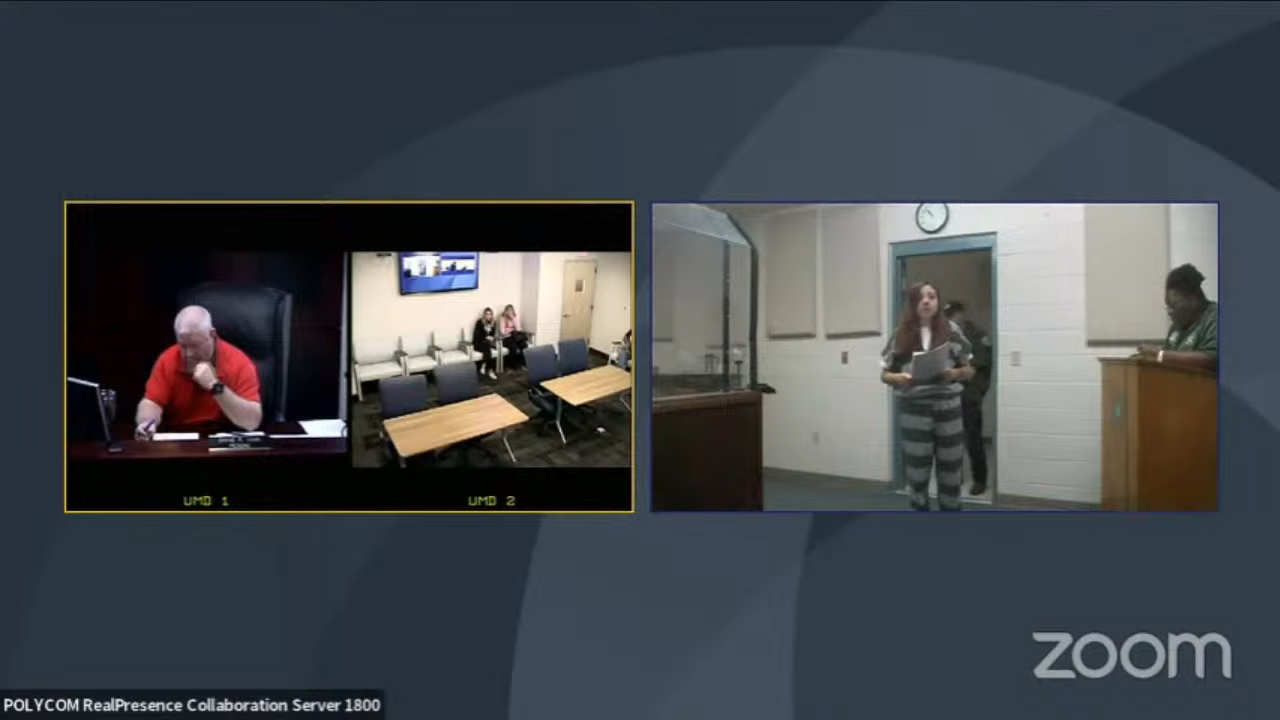 UMD 1
UMD 2
zoom
POLYCOM RealPresence Collaboration Server 1800